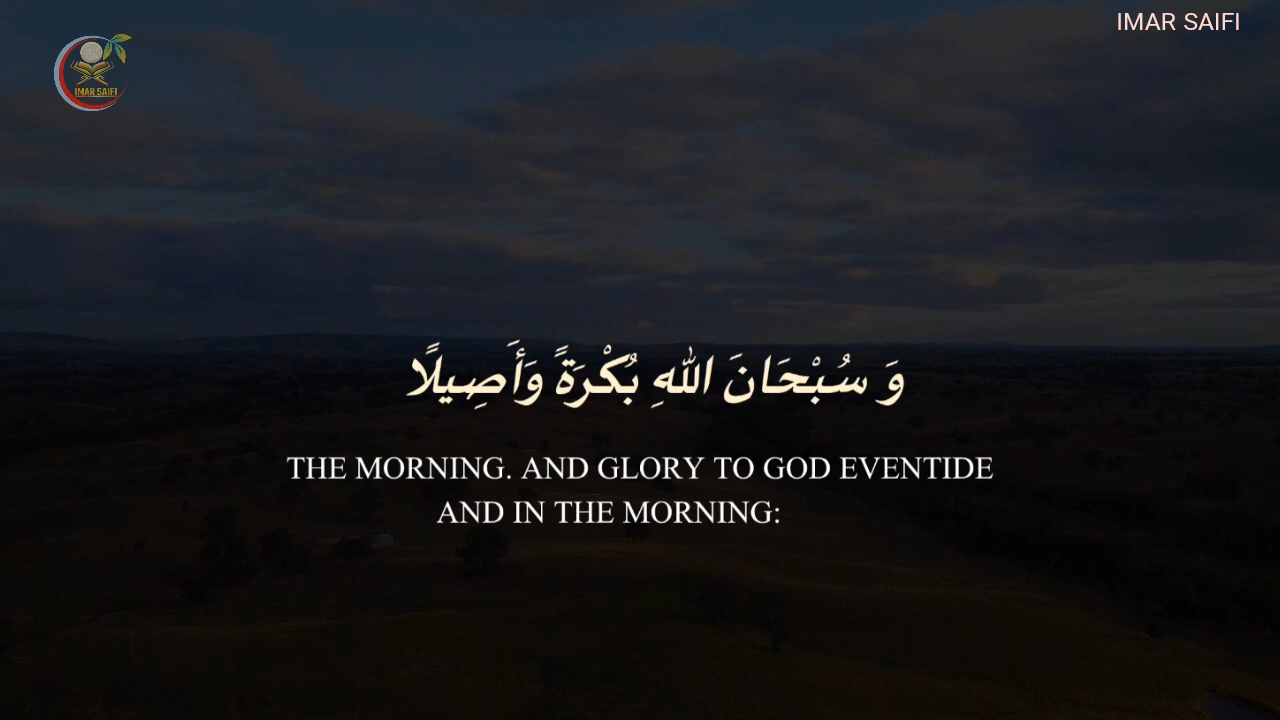 IMAR SAIFI
IMAR SAIFI
وَ سُبْحَانَ اللهِ بُكْرَةً وَأَصِيلًا
THE MORNING. AND GLORY TO GOD EVENTIDE
AND IN THE MORNING: